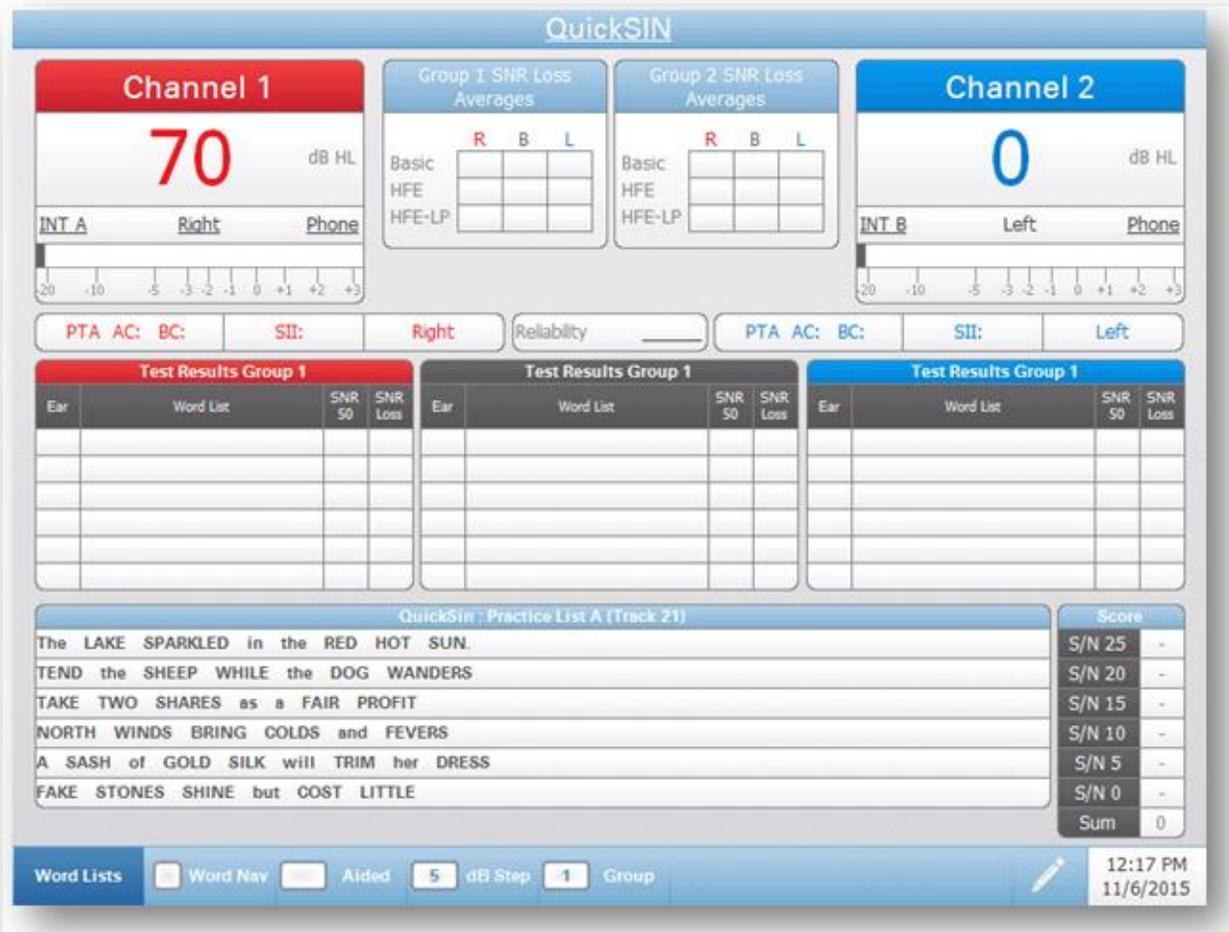 QuickSIN
Channel 1
70 dB HL
INT A Right Phone
-20 -10 -5 -3 -2 -1 0 +1 +2 +3
Group 1 SNR Loss
Averages
R B L
Basic
HFE
HFE-LP
Group 2 SNR Loss
Averages
R B L
Basic
HFE
HFE-LP
Channel 2
0 dB HL
INT B Left Phone
-20 -10 -5 -3 -2 -1 0 +1 +2 +3
PTA AC: BC: SII: Right Reliability PTA AC: BC: SII: Left
Test Results Group 1
Ear Word List SNR 50 SNR Loss
Test Results Group 1
Ear Word List SNR 50 SNR Loss
Test Results Group 1
Ear Word List SNR 50 SNR Loss
QuickSin : Practice List A (Track 21)
The LAKE SPARKLED in the RED HOT SUN.
TEND the SHEEP WHILE the DOG WANDERS
TAKE TWO SHARES as a FAIR PROFIT
NORTH WINDS BRING COLDS and FEVERS
A SASH of GOLD SILK will TRIM her DRESS
FAKE STONES SHINE but COST LITTLE
Score
S/N 25 -
S/N 20 -
S/N 15 -
S/N 10 -
S/N 5 -
S/N 0 -
Sum 0
Word Lists Word Nav Aided 5 dB Step 1 Group
12:17 PM
11/6/2015